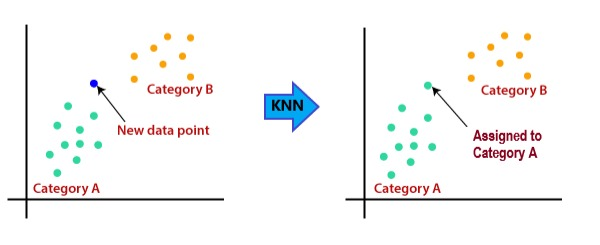 Category B
New data point
Category A
KNN
Category B
Assigned to
Category A
Category A